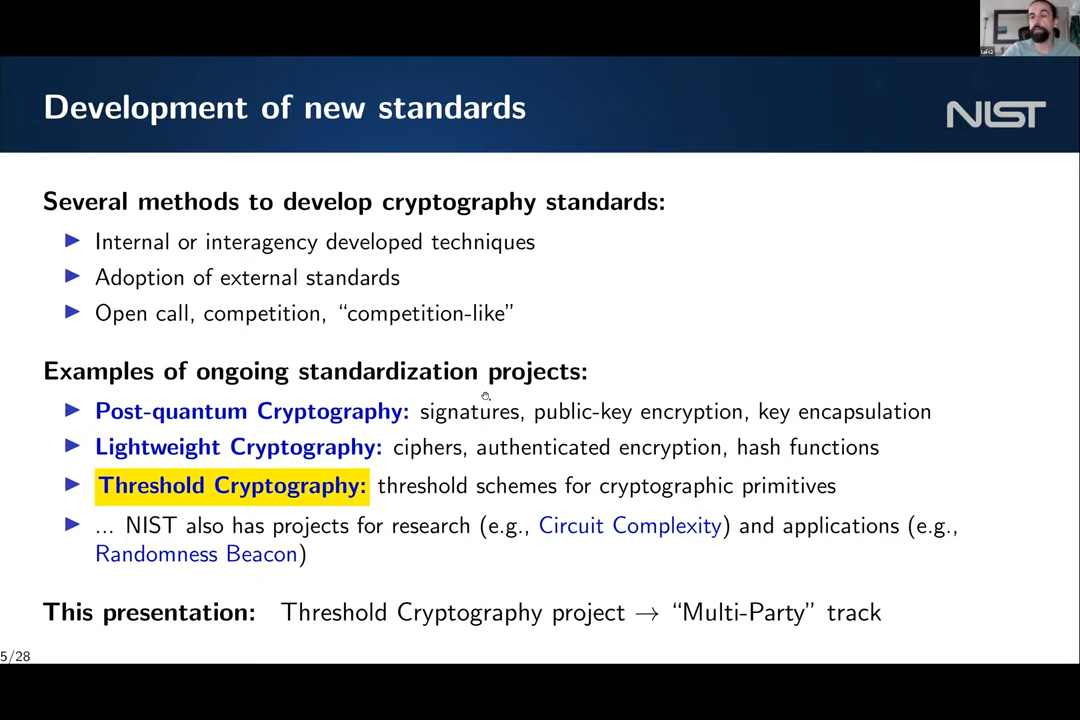 Development of new standards
NIST
Several methods to develop cryptography standards:
Internal or interagency developed techniques
Adoption of external standards
Open call, competition, “competition-like”
Examples of ongoing standardization projects:
Post-quantum Cryptography: signatures, public-key encryption, key encapsulation
Lightweight Cryptography: ciphers, authenticated encryption, hash functions
Threshold Cryptography: threshold schemes for cryptographic primitives
... NIST also has projects for research (e.g., Circuit Complexity) and applications (e.g.,
Randomness Beacon)
This presentation: Threshold Cryptography project → “Multi-Party” track
5/28